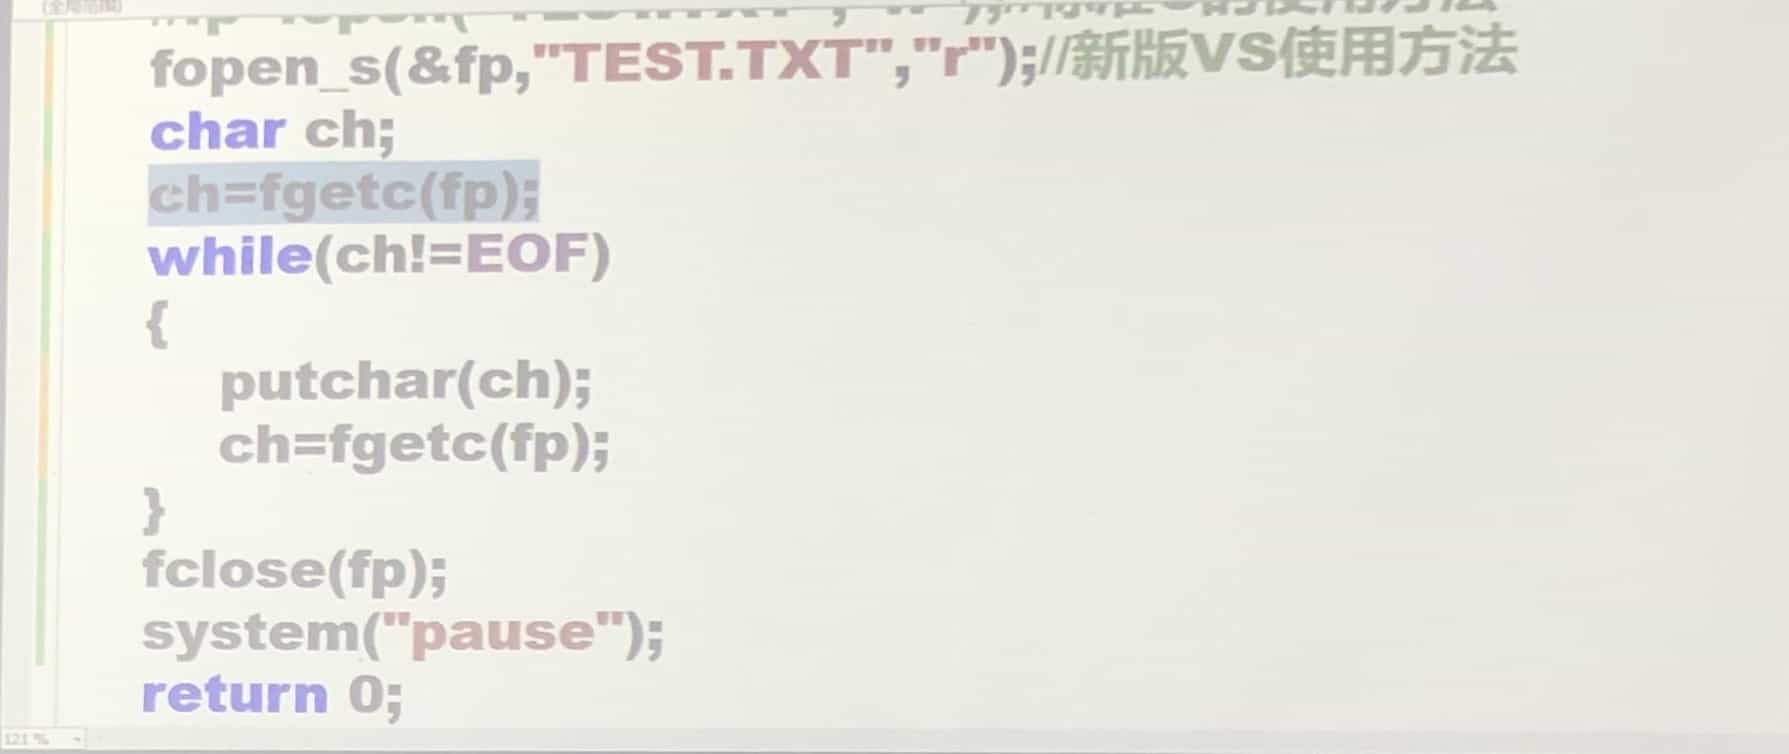 (全局范围)
fopen_s(&fp,"TEST.TXT","r");//新版VS使用方法
char ch;
ch=fgetc(fp);
while(ch!=EOF)
{
putchar(ch);
ch=fgetc(fp);
}
fclose(fp);
system("pause");
return 0;
121 %